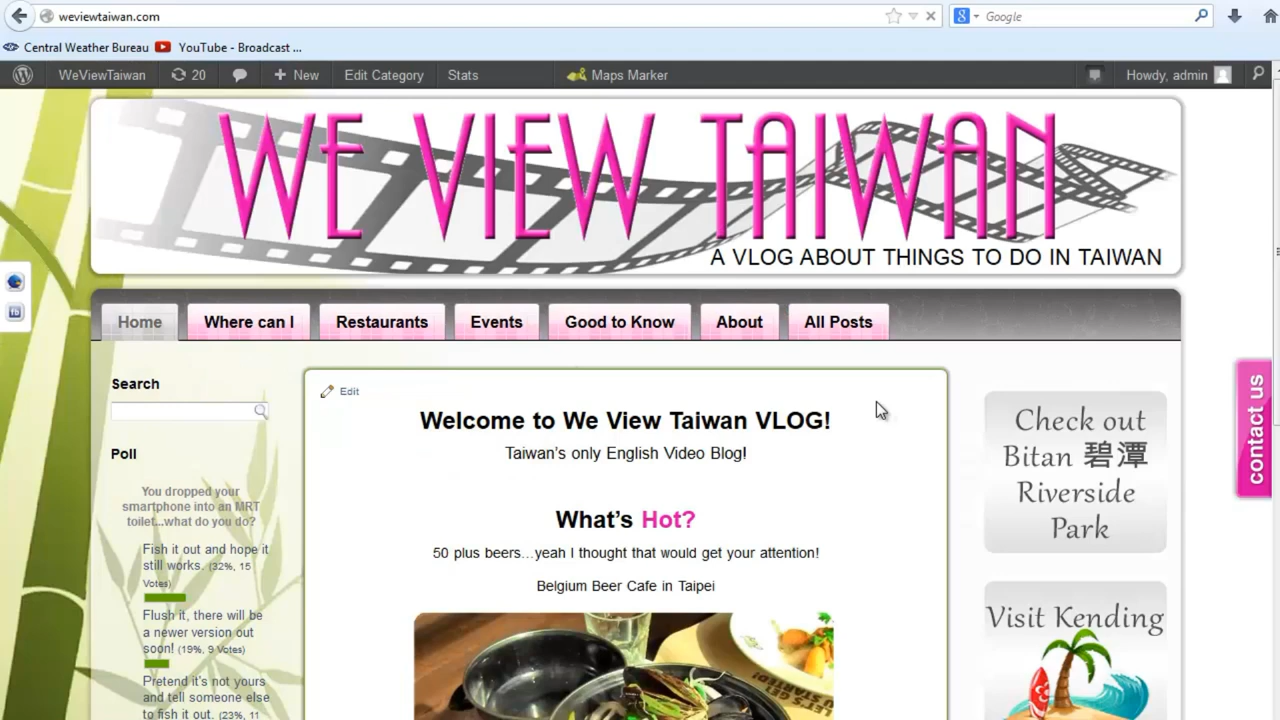 weviewtaiwan.com
Google
Central Weather Bureau
YouTube - Broadcast ...
WeViewTaiwan
20
New
Edit Category
Stats
Maps Marker
Howdy, admin
WE VIEW TAIWAN
A VLOG ABOUT THINGS TO DO IN TAIWAN
Home
Where can I
Restaurants
Events
Good to Know
About
All Posts
Search
Poll
You dropped your
smartphone into an MRT
toilet...what do you do?
Fish it out and hope it
still works. (32%, 15
Votes)
Flush it, there will be
a newer version out
soon! (19%, 9 Votes)
Pretend it's not yours
and tell someone else
to fish it out. (23%, 11
Edit
Welcome to We View Taiwan VLOG!
Taiwan's only English Video Blog!
What's Hot?
50 plus beers…yeah I thought that would get your attention!
Belgium Beer Cafe in Taipei
LET'S GET
STARTED!
Check out
Bitan 碧潭
Riverside
Park
Visit Kending
contact us